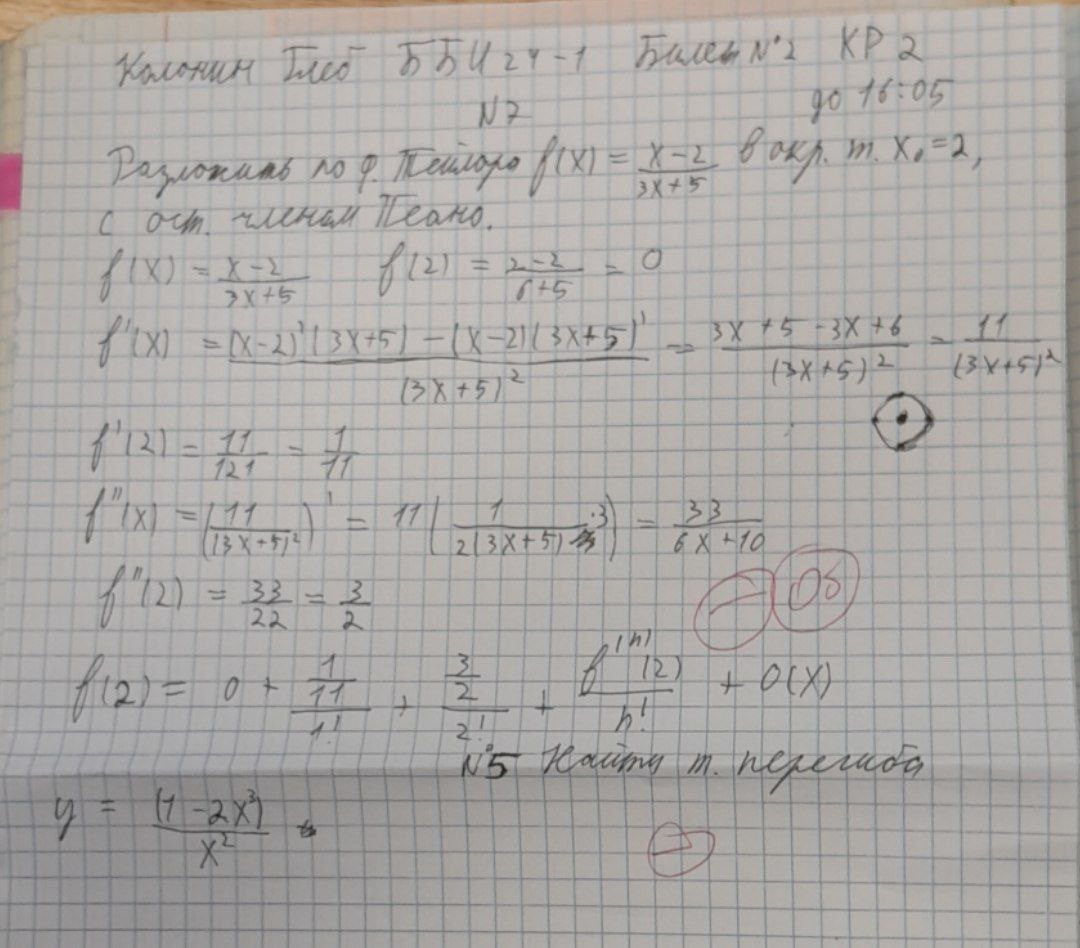 Колонин Глеб ББИ 24-1 Билет №2 КР 2
до 16:05
N7
Разложить по ф. Тейлора f(x) = \frac{x-2}{3x+5} в окр. т. x₀=2,
с ост. членом Пеано.
f(x) = \frac{x-2}{3x+5} f(2) = \frac{2-2}{6+5} = 0
f'(x) = \frac{(x-2)'(3x+5) - (x-2)(3x+5)'}{(3x+5)^2} = \frac{3x+5-3x+6}{(3x+5)^2} = \frac{11}{(3x+5)^2}
f'(2) = \frac{11}{121} = \frac{1}{11}
f''(x) = \left(\frac{11}{(3x+5)^2}\right)' = 11\left(\frac{1}{2(3x+5)} \cdot 3\right) = \frac{33}{6x+10}
f''(2) = \frac{33}{22} = \frac{3}{2}
– 0б
f(2) = 0 + \frac{\frac{1}{11}}{1!} + \frac{\frac{3}{2}}{2!} + \frac{f^{(n)}(2)}{n!} + O(x)
N°5 Найти т. перегиба
y = \frac{(1-2x^3)}{x^2}
–